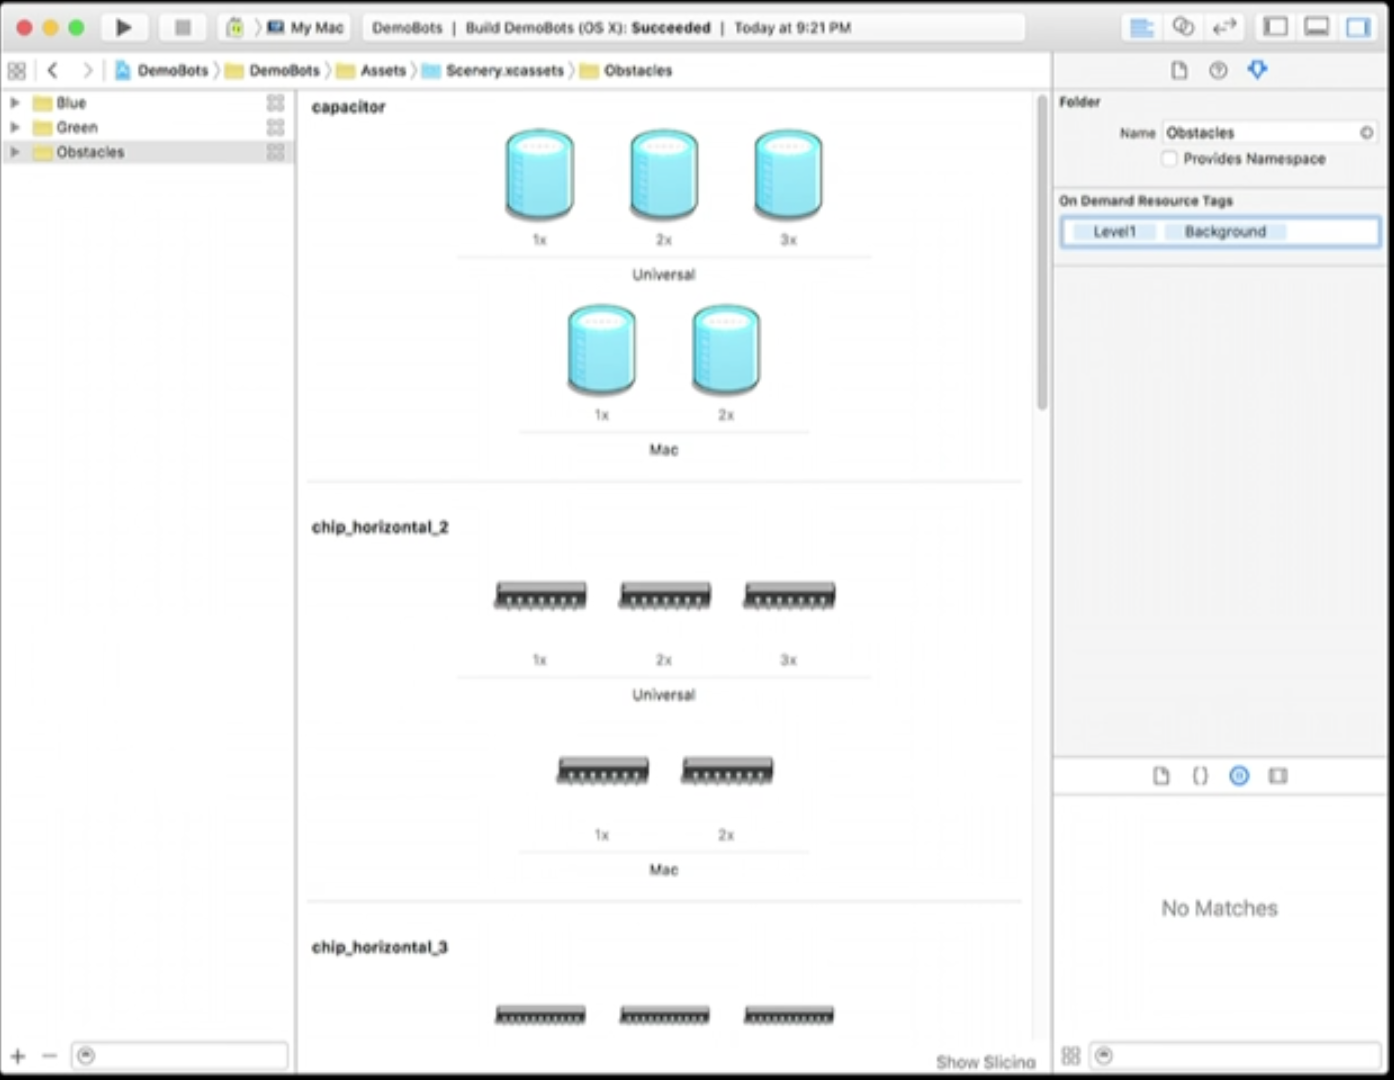 My Mac DemoBots | Build DemoBots (OS X): Succeeded | Today at 9:21 PM
DemoBots DemoBots Assets Scenery.xcassets Obstacles
Blue
Green
Obstacles
capacitor
1x 2x 3x
Universal
1x 2x
Mac
chip_horizontal_2
1x 2x 3x
Universal
1x 2x
Mac
chip_horizontal_3
Show Slicing
Folder
Name Obstacles
Provides Namespace
On Demand Resource Tags
Level1 Background
No Matches